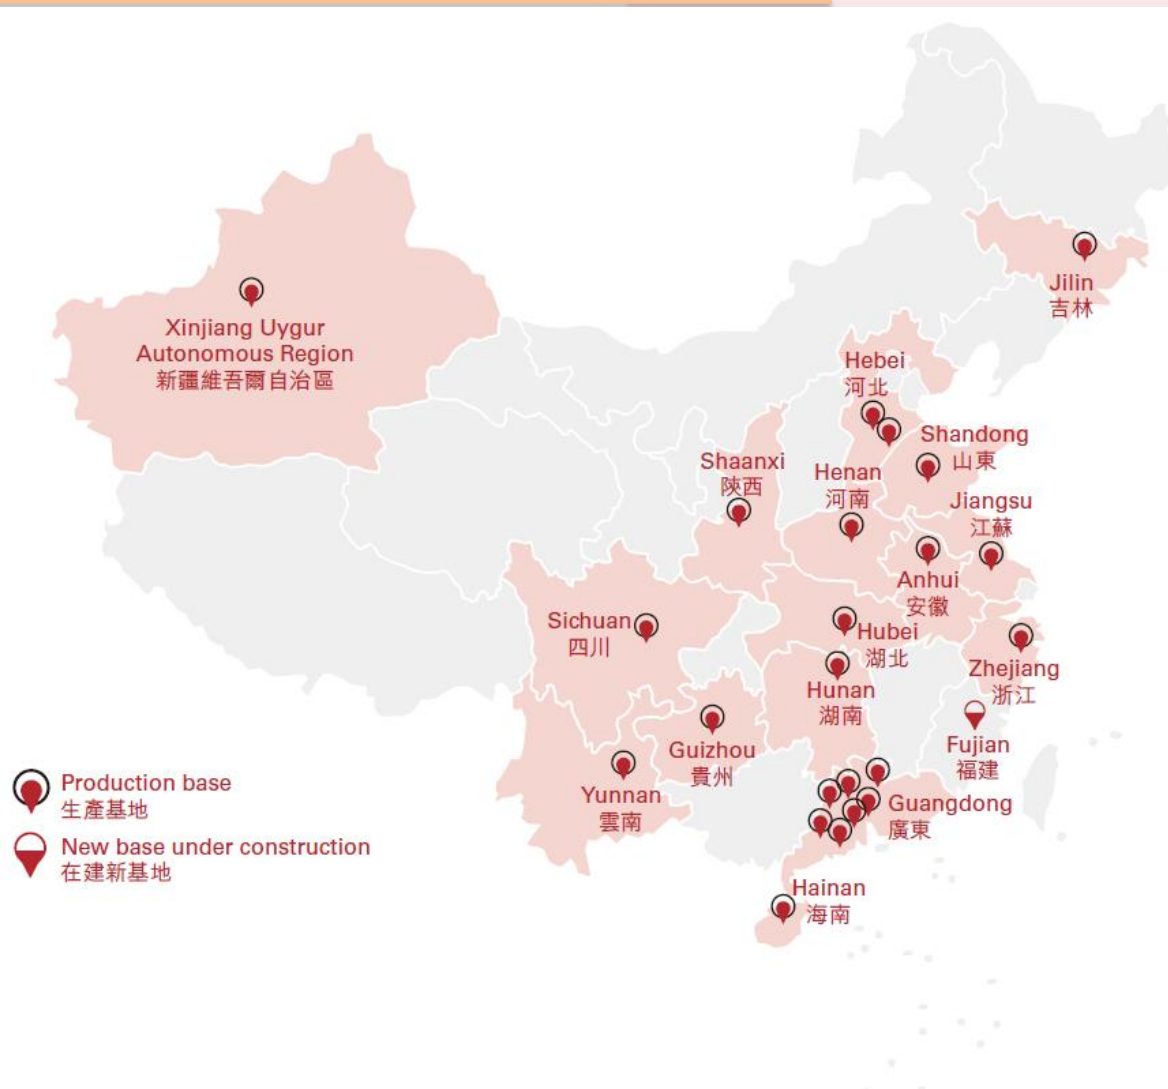 Jilin
吉林
Xinjiang Uygur
Autonomous Region
新疆維吾爾自治區
Hebei
河北
Shandong
山東
Shaanxi
陝西
Henan
河南
Jiangsu
江蘇
Anhui
安徽
Sichuan
四川
Hubei
湖北
Zhejiang
浙江
Hunan
湖南
Guizhou
貴州
Fujian
福建
Yunnan
雲南
Guangdong
廣東
Hainan
海南
Production base
生產基地
New base under construction
在建新基地